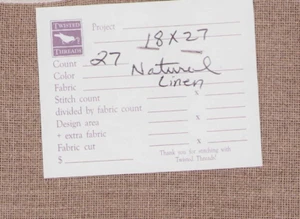 TWISTED
THREADS
Project 18 x 27
Count 27
Color Natural
Fabric Linen
Stitch count x
divided by fabric count
Design area x
+ extra fabric
Fabric cut x
$
Thank you for stitching with
Twisted Threads!